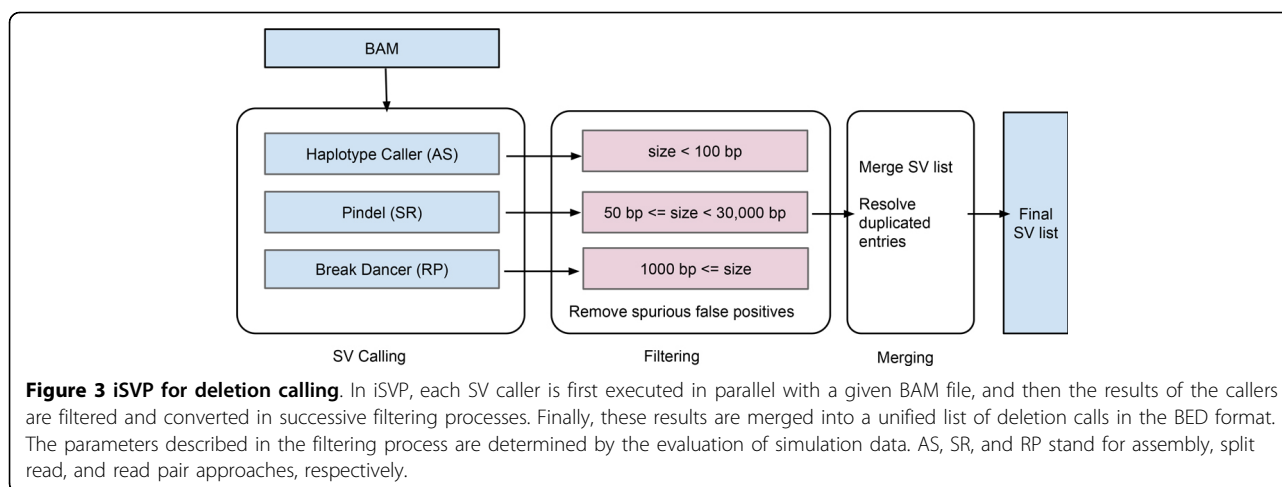 BAM
Haplotype Caller (AS)
Pindel (SR)
Break Dancer (RP)
SV Calling
size < 100 bp
50 bp <= size < 30,000 bp
1000 bp <= size
Remove spurious false positives
Filtering
Merge SV list
Resolve
duplicated
entries
Merging
Final
SV list
Figure 3 iSVP for deletion calling. In iSVP, each SV caller is first executed in parallel with a given BAM file, and then the results of the callers
are filtered and converted in successive filtering processes. Finally, these results are merged into a unified list of deletion calls in the BED format.
The parameters described in the filtering process are determined by the evaluation of simulation data. AS, SR, and RP stand for assembly, split
read, and read pair approaches, respectively.